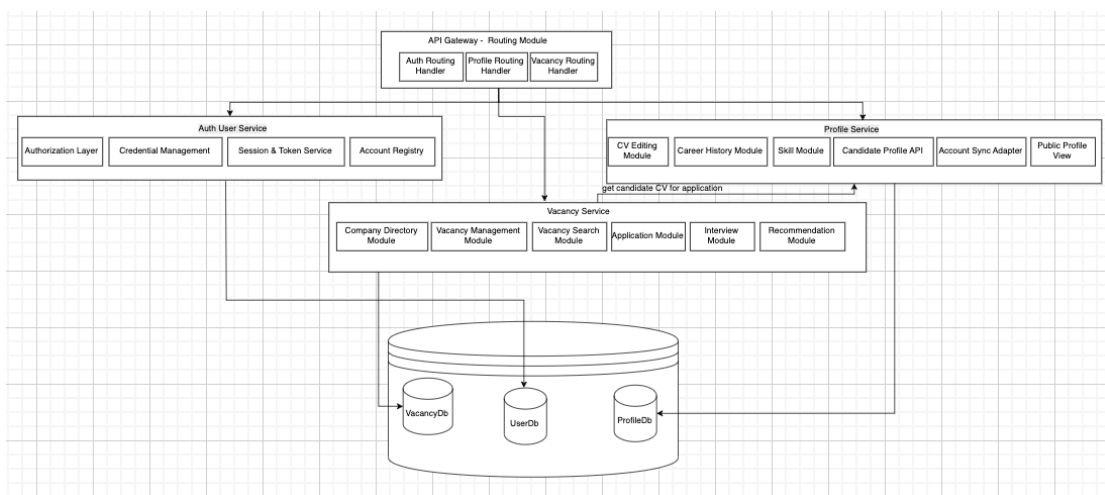 API Gateway - Routing Module
Auth Routing
Handler
Profile Routing
Handler
Vacancy Routing
Handler
Auth User Service
Authorization Layer
Credential Management
Session & Token Service
Account Registry
Profile Service
CV Editing
Module
Career History Module
Skill Module
Candidate Profile API
Account Sync Adapter
Public Profile
View
get candidate CV for application
Vacancy Service
Company Directory
Module
Vacancy Management
Module
Vacancy Search
Module
Application Module
Interview
Module
Recommendation
Module
VacancyDb
UserDb
ProfileDb